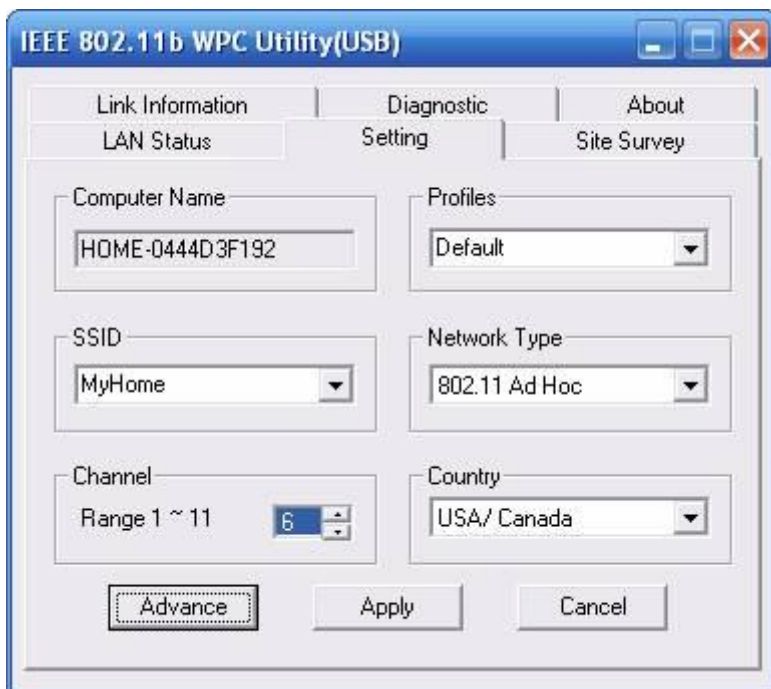 IEEE 802.11b WPC Utility(USB)
Link Information
Diagnostic
About
LAN Status
Setting
Site Survey
Computer Name
HOME-0444D3F192
Profiles
Default
SSID
MyHome
Network Type
802.11 Ad Hoc
Channel
Range 1 ~ 11
6
Country
USA/ Canada
Advance
Apply
Cancel